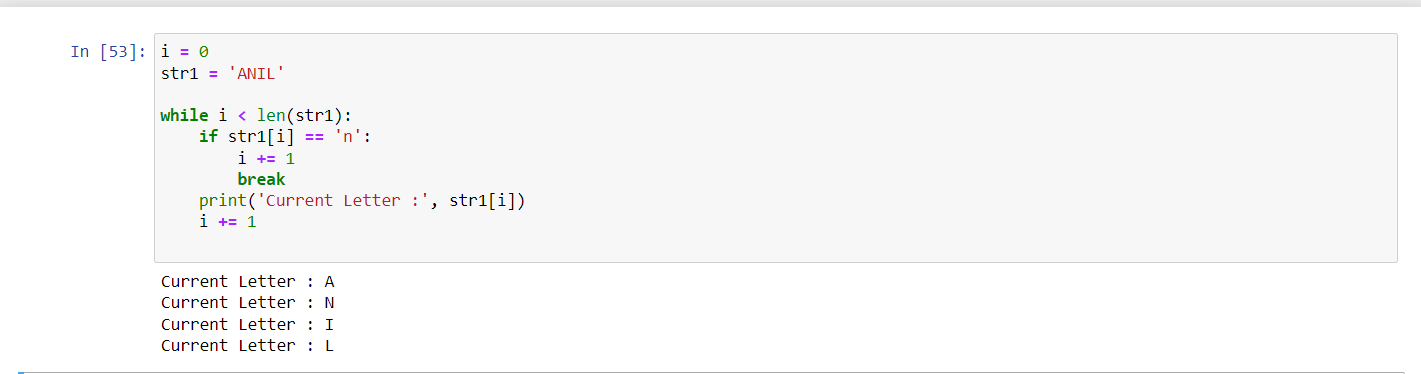 In [53]: i = 0
str1 = 'ANIL'
while i < len(str1):
    if str1[i] == 'n':
        i += 1
        break
    print('Current Letter :', str1[i])
    i += 1
Current Letter : A
Current Letter : N
Current Letter : I
Current Letter : L